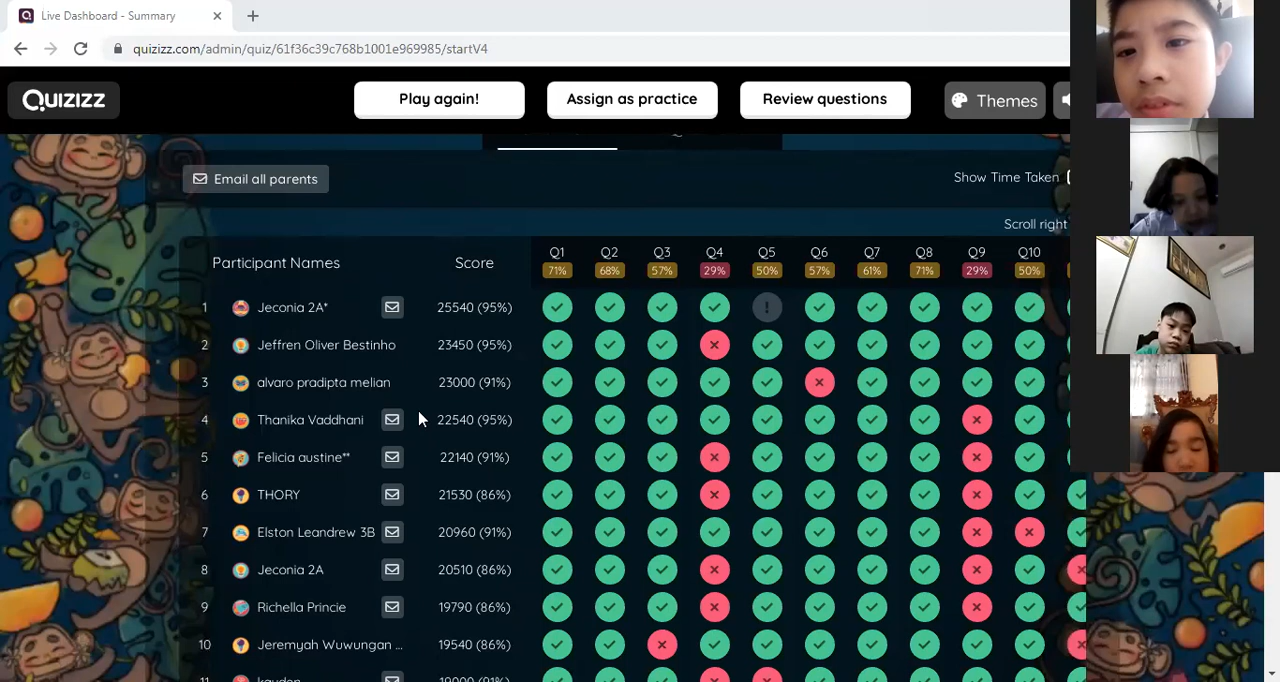 Live Dashboard - Summary
quizizz.com/admin/quiz/61f36c39c768b1001e969985/startV4
QUIZIZZ Play again! Assign as practice Review questions Themes
Email all parents Show Time Taken
Scroll right
Participant Names Score Q1 Q2 Q3 Q4 Q5 Q6 Q7 Q8 Q9 Q10
71% 68% 57% 29% 50% 57% 61% 71% 29% 50%
1 Jeconia 2A* 25540 (95%)
2 Jeffren Oliver Bestinho 23450 (95%)
3 alvaro pradipta melian 23000 (91%)
4 Thanika Vaddhani 22540 (95%)
5 Felicia austine** 22140 (91%)
6 THORY 21530 (86%)
7 Elston Leandrew 3B 20960 (91%)
8 Jeconia 2A 20510 (86%)
9 Richella Princie 19790 (86%)
10 Jeremyah Wuwungan ... 19540 (86%)
11 kayden 19000 (91%)